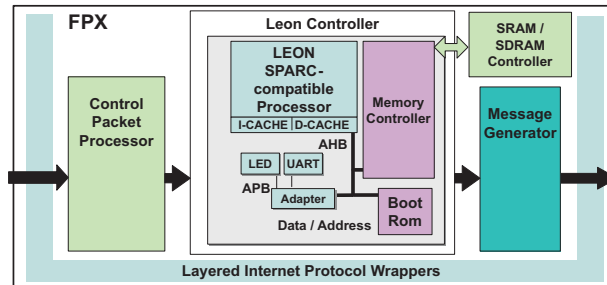 FPX
Leon Controller
SRAM /
SDRAM
Controller
LEON
SPARC-
compatible
Processor
I-CACHE D-CACHE
Memory
Controller
Control
Packet
Processor
Message
Generator
AHB
LED
UART
APB
Adapter
Boot
Rom
Data / Address
Layered Internet Protocol Wrappers